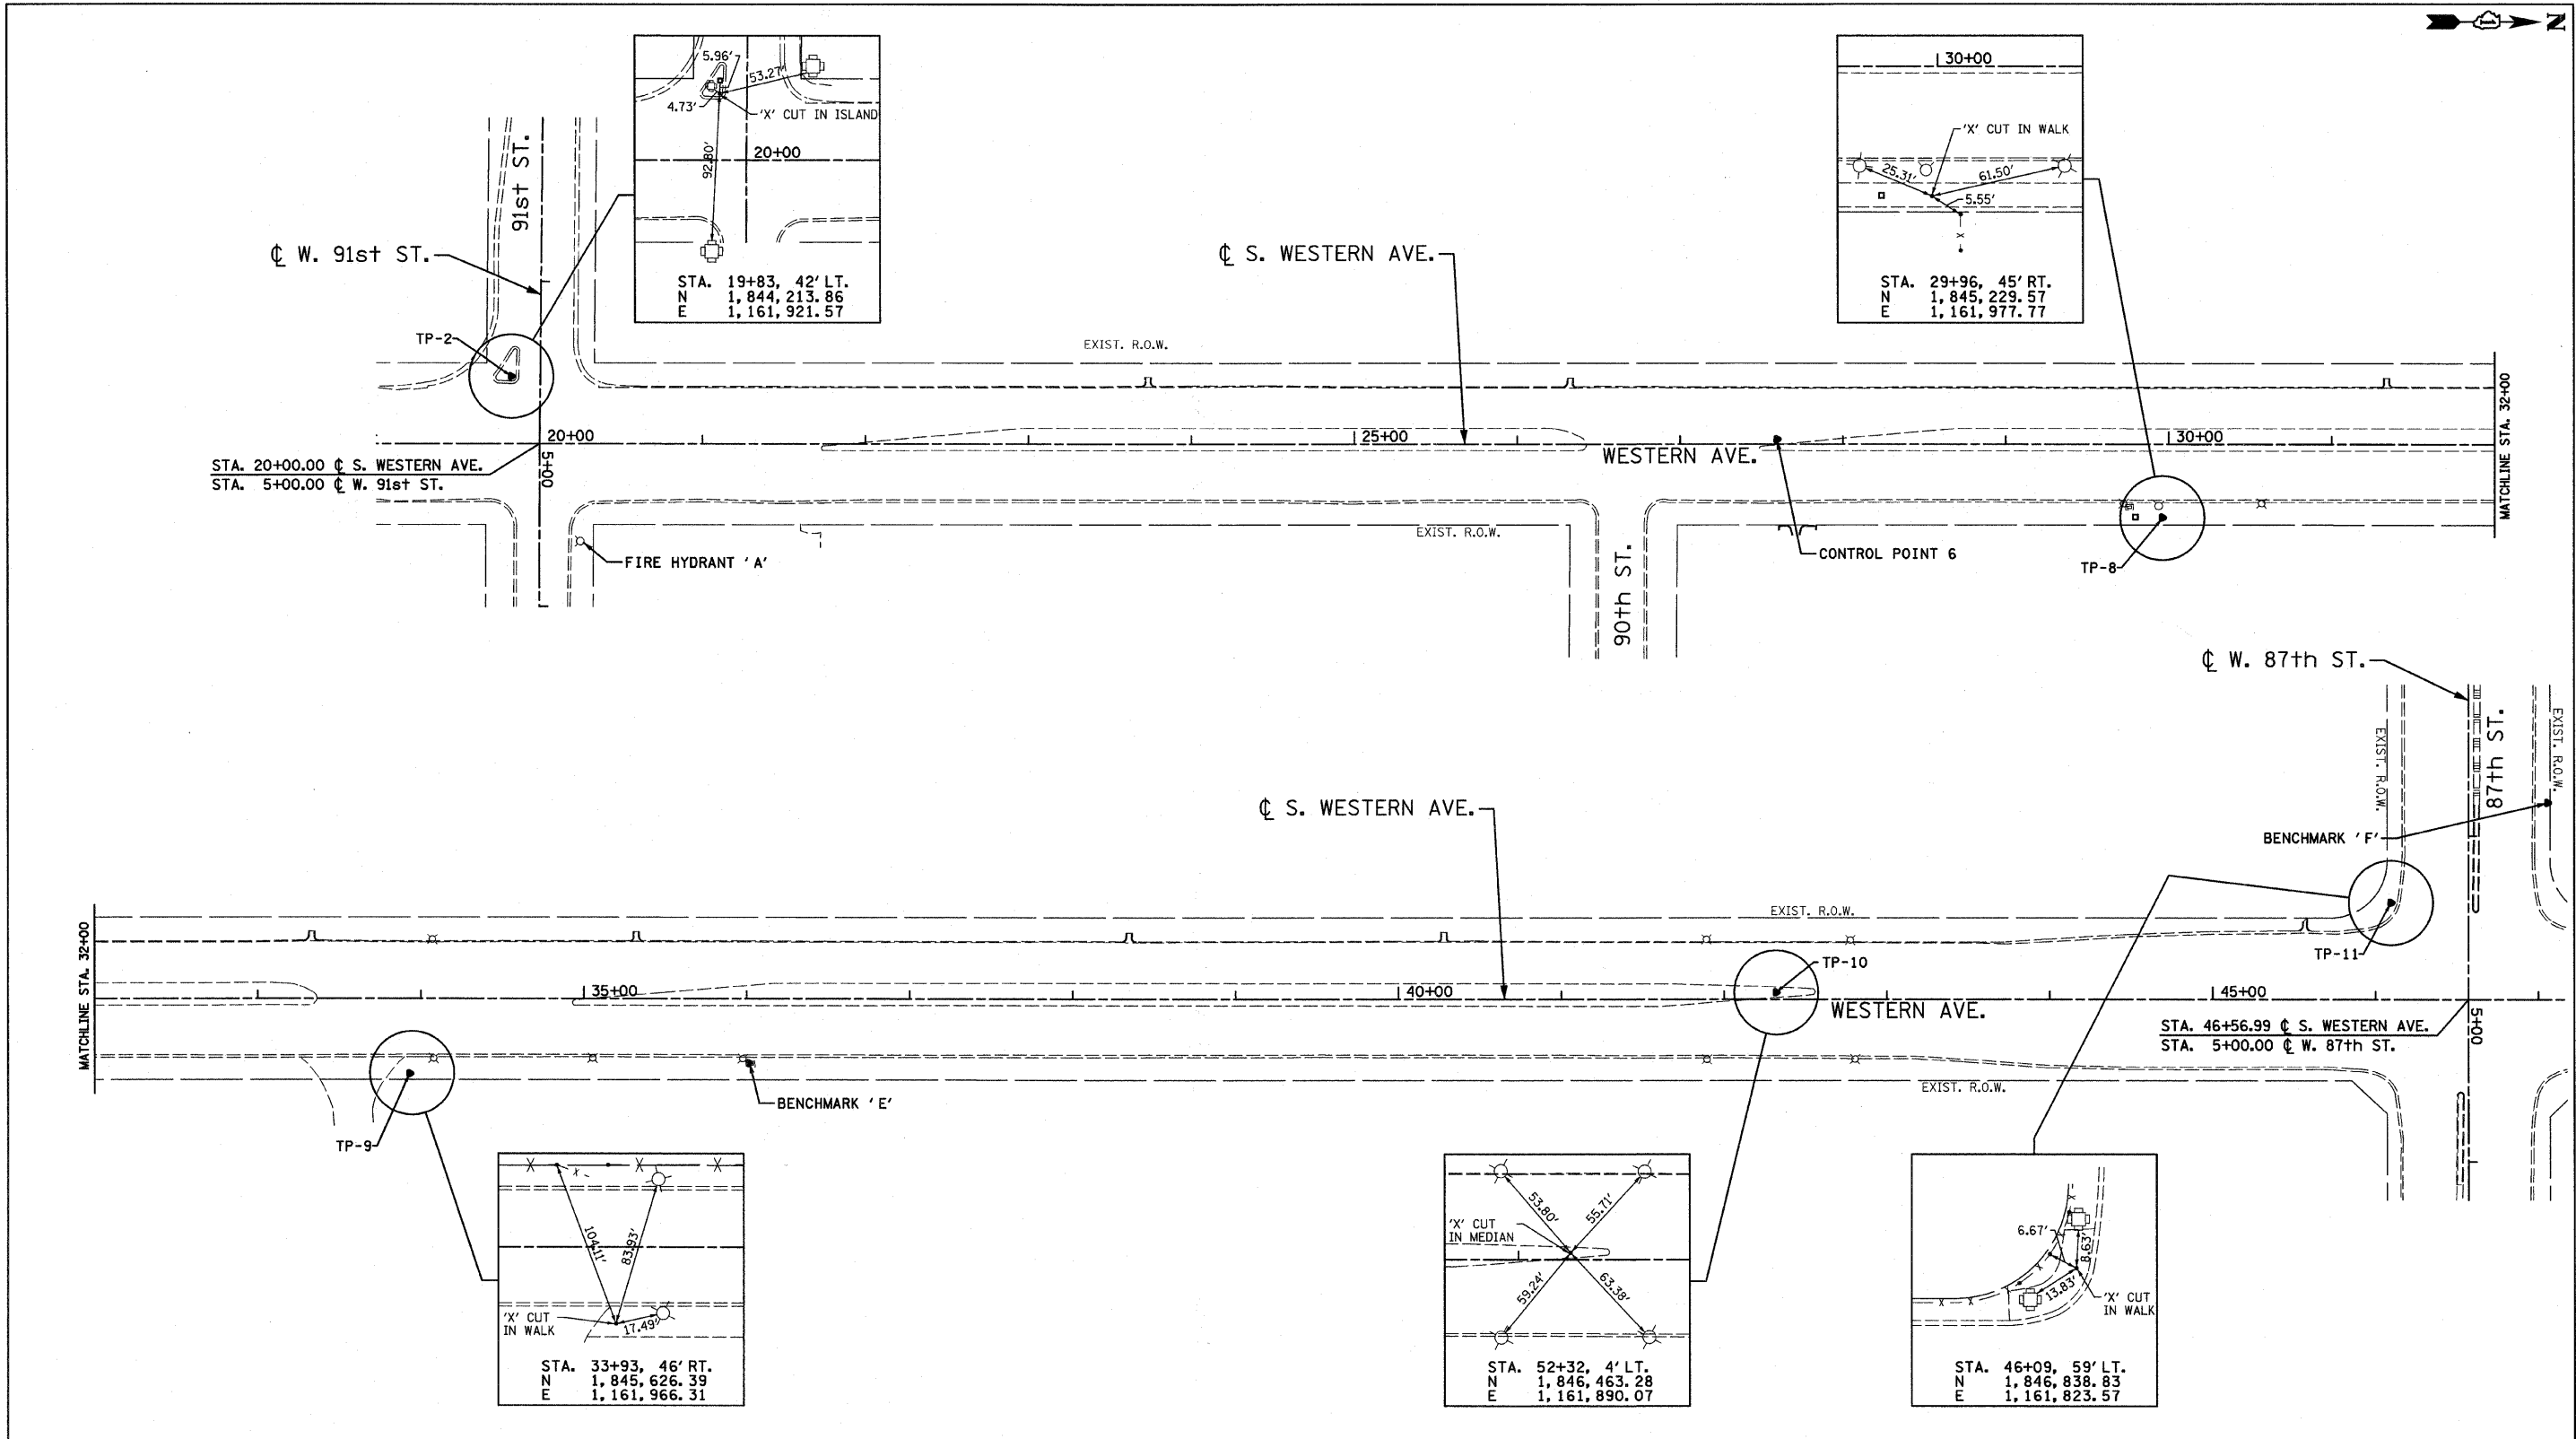 N
5.96'
53.27'
4.73'
'X' CUT IN ISLAND
92.80'
20+00
STA. 19+83, 42' LT.
N 1,844,213.86
E 1,161,921.57
30+00
'X' CUT IN WALK
25.31'
61.50'
5.55'
STA. 29+96, 45' RT.
N 1,845,229.57
E 1,161,977.77
91st ST.
℄ W. 91st ST.
℄ S. WESTERN AVE.
TP-2
EXIST. R.O.W.
20+00
25+00
30+00
WESTERN AVE.
STA. 20+00.00 ℄ S. WESTERN AVE.
STA. 5+00.00 ℄ W. 91st ST.
5+00
MATCHLINE STA. 32+00
EXIST. R.O.W.
FIRE HYDRANT 'A'
90th ST.
CONTROL POINT 6
TP-8
℄ W. 87th ST.
EXIST. R.O.W.
87th ST.
EXIST. R.O.W.
℄ S. WESTERN AVE.
BENCHMARK 'F'
MATCHLINE STA. 32+00
EXIST. R.O.W.
TP-11
TP-10
35+00
40+00
45+00
WESTERN AVE.
STA. 46+56.99 ℄ S. WESTERN AVE.
STA. 5+00.00 ℄ W. 87th ST.
5+00
EXIST. R.O.W.
BENCHMARK 'E'
TP-9
104.11'
83.93'
'X' CUT
IN WALK
17.49'
STA. 33+93, 46' RT.
N 1,845,626.39
E 1,161,966.31
53.80'
55.71'
'X' CUT
IN MEDIAN
59.24'
63.38'
STA. 52+32, 4' LT.
N 1,846,463.28
E 1,161,890.07
6.67'
8.63'
13.83'
'X' CUT
IN WALK
STA. 46+09, 59' LT.
N 1,846,838.83
E 1,161,823.57